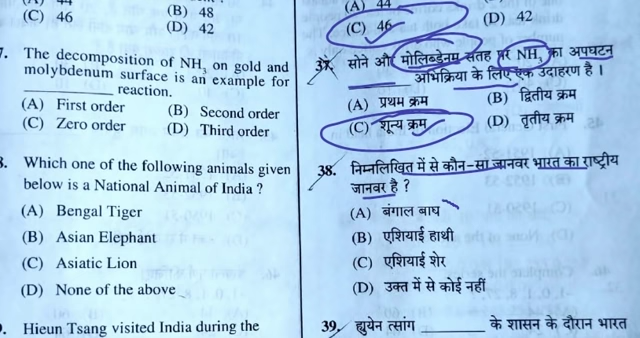 (C) 46
(B) 48
(D) 42
7. The decomposition of NH3 on gold and
molybdenum surface is an example for
____________ reaction.
(A) First order
(B) Second order
(C) Zero order
(D) Third order
8. Which one of the following animals given
below is a National Animal of India ?
(A) Bengal Tiger
(B) Asian Elephant
(C) Asiatic Lion
(D) None of the above
9. Hieun Tsang visited India during the
(A) 44
(C) 46
(D) 42
37. सोने और मोलिब्डेनम सतह पर NH3 का अपघटन
________ अभिक्रिया के लिए एक उदाहरण है ।
(A) प्रथम क्रम
(B) द्वितीय क्रम
(C) शून्य क्रम
(D) तृतीय क्रम
38. निम्नलिखित में से कौन-सा जानवर भारत का राष्ट्रीय
जानवर है ?
(A) बंगाल बाघ
(B) एशियाई हाथी
(C) एशियाई शेर
(D) उक्त में से कोई नहीं
39. ह्युयेन त्सांग ________ के शासन के दौरान भारत